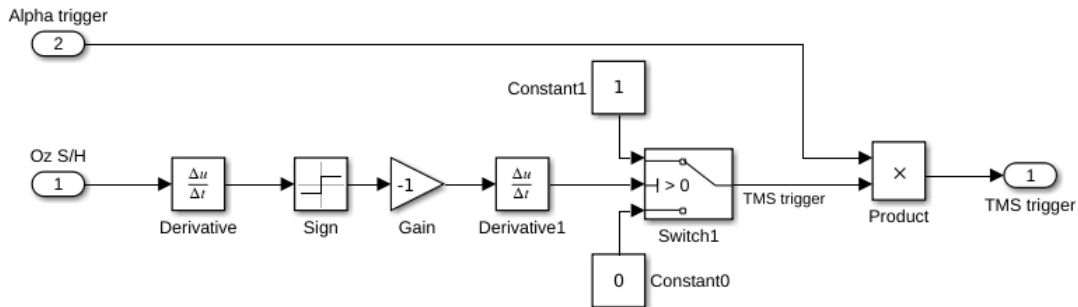 Alpha trigger
2
Constant1
1
Oz S/H
1
Δu
Δt
Derivative
Sign
-1
Gain
Δu
Δt
Derivative1
> 0
Switch1
TMS trigger
×
Product
1
TMS trigger
0
Constant0